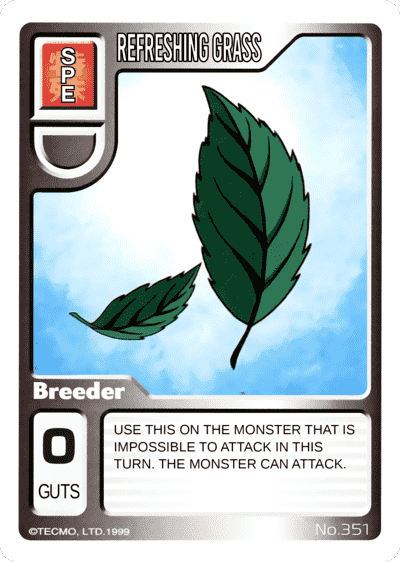 SPE
REFRESHING GRASS
Breeder
0
GUTS
USE THIS ON THE MONSTER THAT IS
IMPOSSIBLE TO ATTACK IN THIS
TURN. THE MONSTER CAN ATTACK.
©TECMO, LTD.1999
No.351